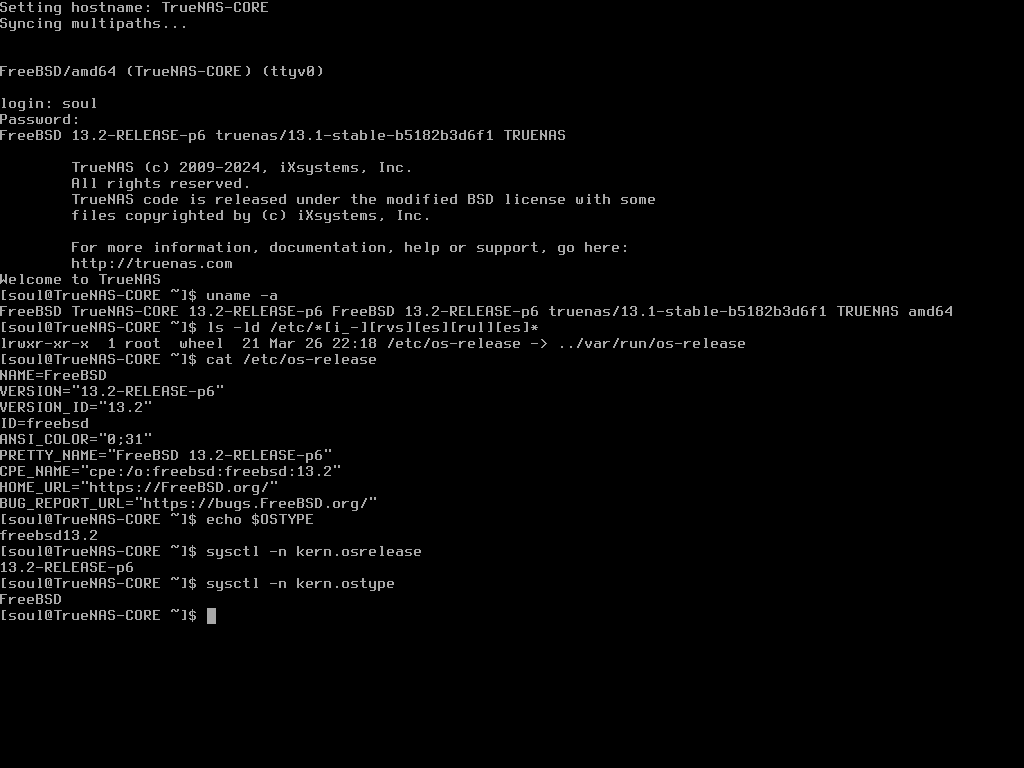 Setting hostname: TrueNAS-CORE
Syncing multipaths...
FreeBSD/amd64 (TrueNAS-CORE) (ttyv0)
login: soul
Password:
FreeBSD 13.2-RELEASE-p6 truenas/13.1-stable-b5182b3d6f1 TRUENAS
TrueNAS (c) 2009-2024, iXsystems, Inc.
All rights reserved.
TrueNAS code is released under the modified BSD license with some
files copyrighted by (c) iXsystems, Inc.
For more information, documentation, help or support, go here:
http://truenas.com
Welcome to TrueNAS
[soul@TrueNAS-CORE ~]$ uname -a
FreeBSD TrueNAS-CORE 13.2-RELEASE-p6 FreeBSD 13.2-RELEASE-p6 truenas/13.1-stable-b5182b3d6f1 TRUENAS amd64
[soul@TrueNAS-CORE ~]$ ls -ld /etc/*[i_-][rvs][es][rul][es]*
lrwxr-xr-x  1 root  wheel  21 Mar 26 22:18 /etc/os-release -> ../var/run/os-release
[soul@TrueNAS-CORE ~]$ cat /etc/os-release
NAME=FreeBSD
VERSION="13.2-RELEASE-p6"
VERSION_ID="13.2"
ID=freebsd
ANSI_COLOR="0;31"
PRETTY_NAME="FreeBSD 13.2-RELEASE-p6"
CPE_NAME="cpe:/o:freebsd:freebsd:13.2"
HOME_URL="https://FreeBSD.org/"
BUG_REPORT_URL="https://bugs.FreeBSD.org/"
[soul@TrueNAS-CORE ~]$ echo $OSTYPE
freebsd13.2
[soul@TrueNAS-CORE ~]$ sysctl -n kern.osrelease
13.2-RELEASE-p6
[soul@TrueNAS-CORE ~]$ sysctl -n kern.ostype
FreeBSD
[soul@TrueNAS-CORE ~]$